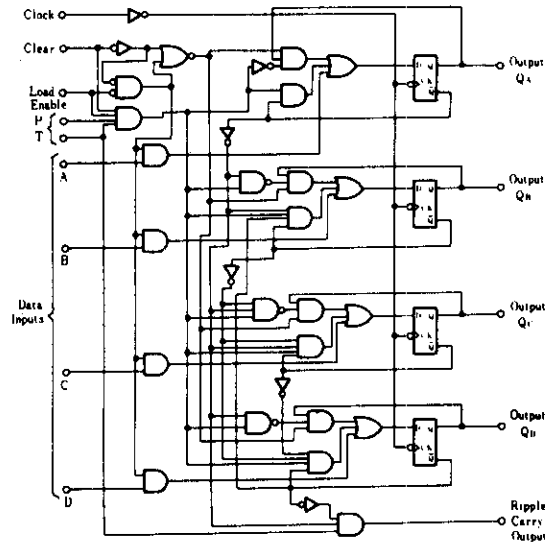 Clock
Clear
Load
Enable
P
T
A
B
Data
Inputs
C
D
Output
QA
Output
QB
Output
QC
Output
QD
Ripple
Carry
Output